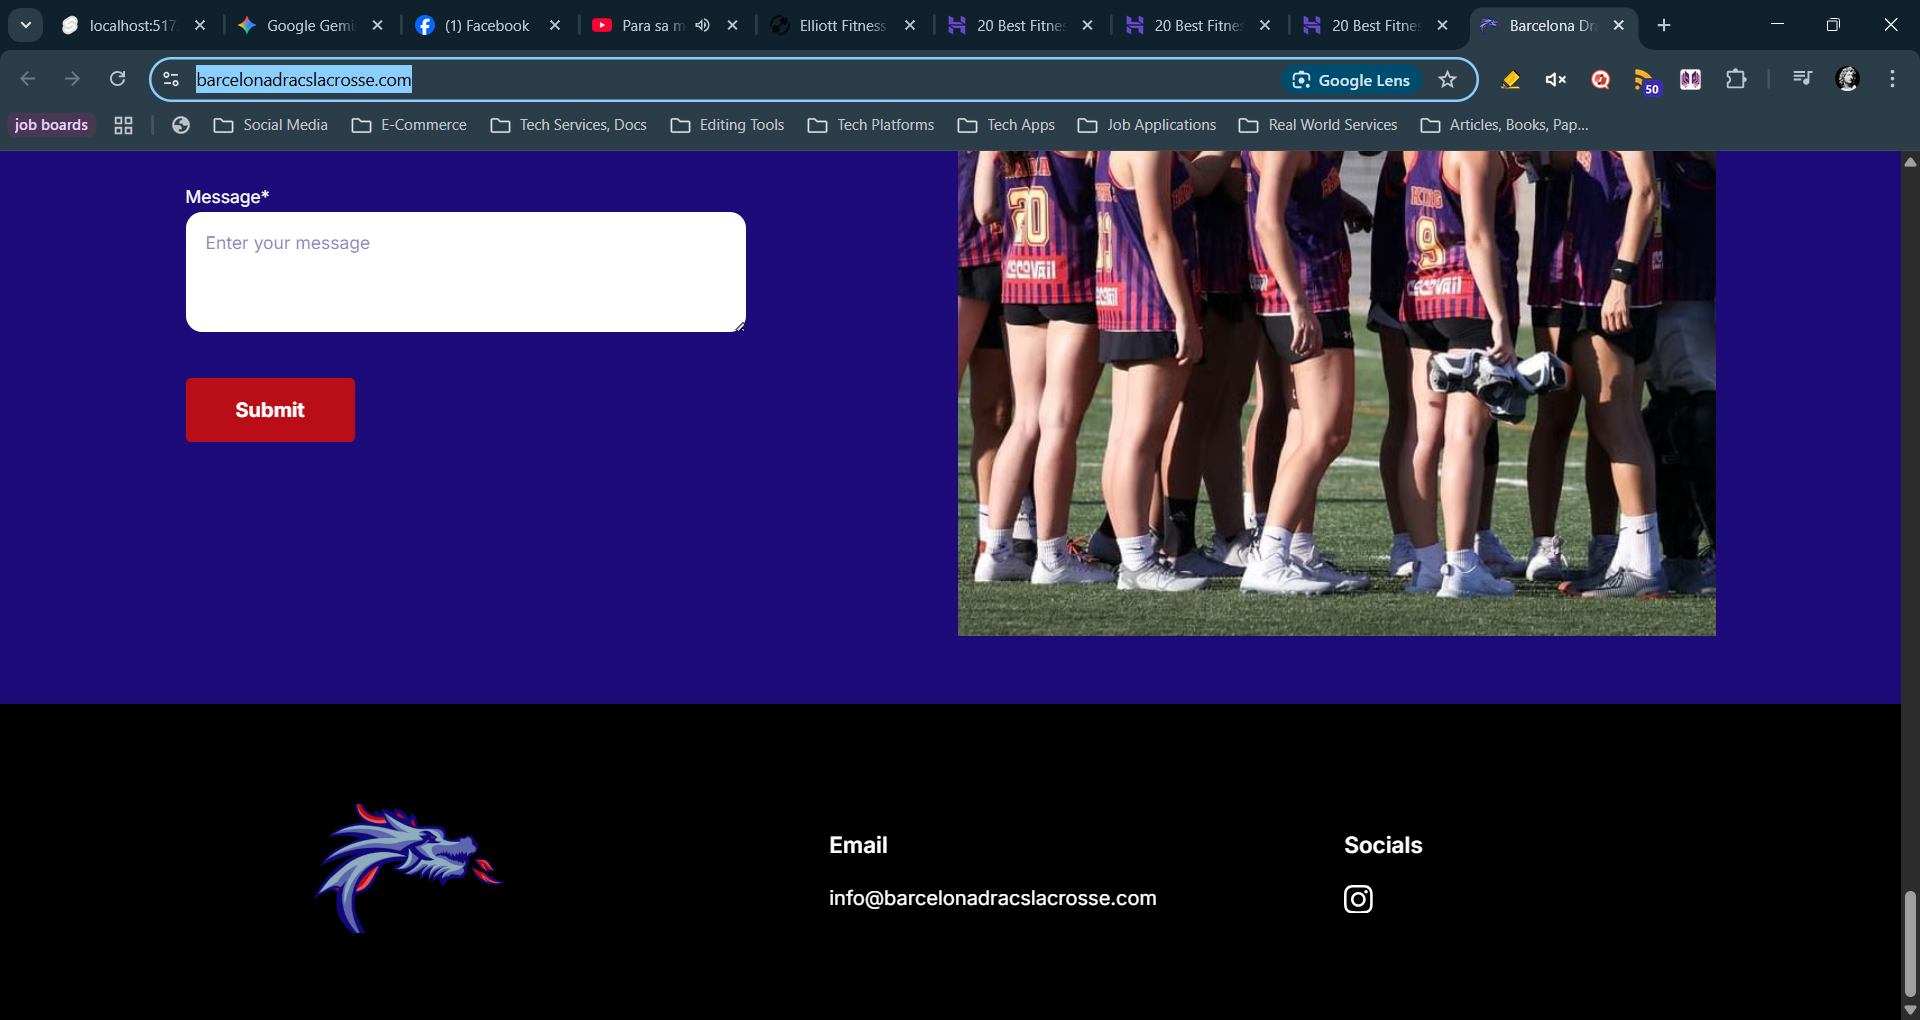 localhost:517
Google Gemi
(1) Facebook
Para sa m
Elliott Fitness
20 Best Fitne
20 Best Fitne
20 Best Fitne
Barcelona Dr
barcelonadracslacrosse.com
Google Lens
50
job boards
Social Media
E-Commerce
Tech Services, Docs
Editing Tools
Tech Platforms
Tech Apps
Job Applications
Real World Services
Articles, Books, Pap...
Message*
Enter your message
Submit
20
KING
9
Email
info@barcelonadracslacrosse.com
Socials